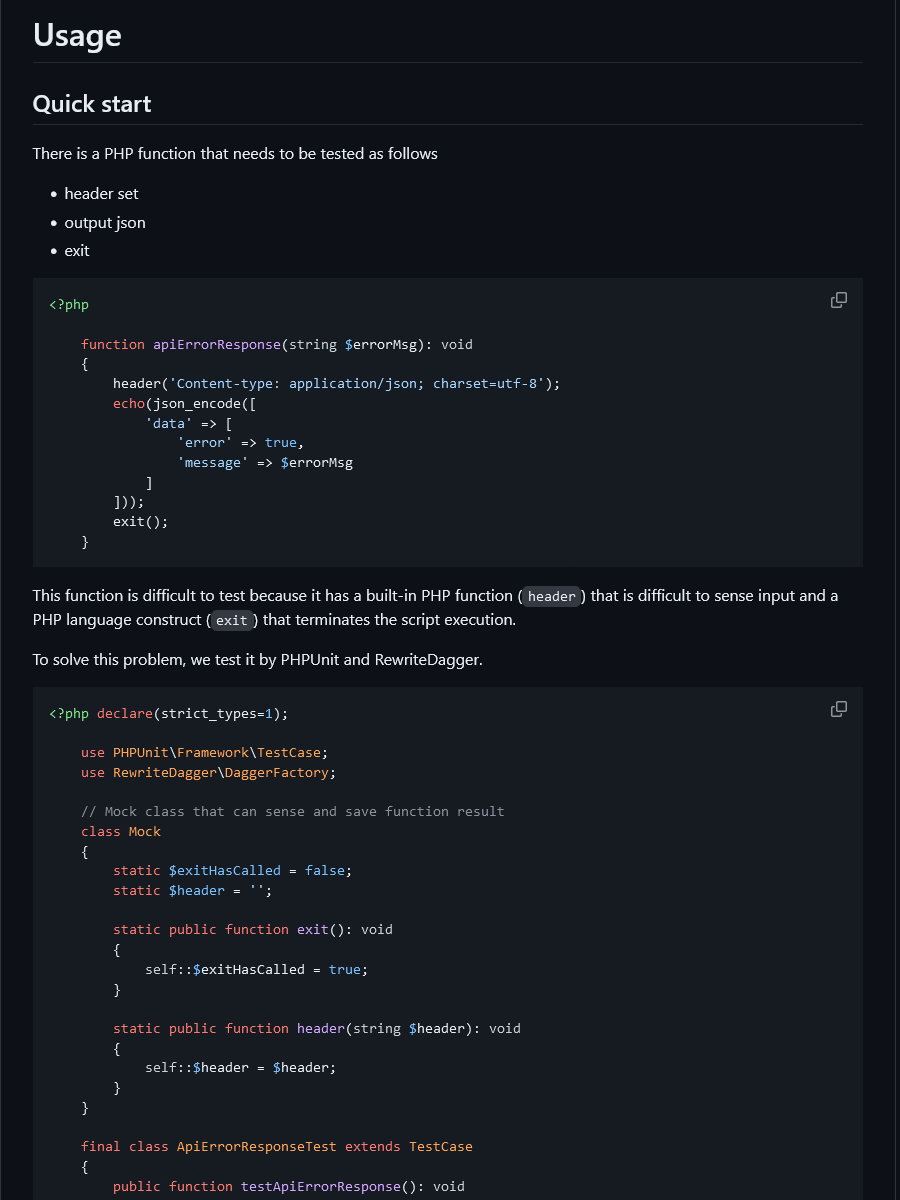 Usage
Quick start
There is a PHP function that needs to be tested as follows
• header set
• output json
• exit
<?php
    function apiErrorResponse(string $errorMsg): void
    {
        header('Content-type: application/json; charset=utf-8');
        echo(json_encode([
            'data' => [
                'error' => true,
                'message' => $errorMsg
            ]
        ]));
        exit();
    }
This function is difficult to test because it has a built-in PHP function (header) that is difficult to sense input and a
PHP language construct (exit) that terminates the script execution.
To solve this problem, we test it by PHPUnit and RewriteDagger.
<?php declare(strict_types=1);
    use PHPUnit\Framework\TestCase;
    use RewriteDagger\DaggerFactory;
    // Mock class that can sense and save function result
    class Mock
    {
        static $exitHasCalled = false;
        static $header = '';
        static public function exit(): void
        {
            self::$exitHasCalled = true;
        }
        static public function header(string $header): void
        {
            self::$header = $header;
        }
    }
    final class ApiErrorResponseTest extends TestCase
    {
        public function testApiErrorResponse(): void